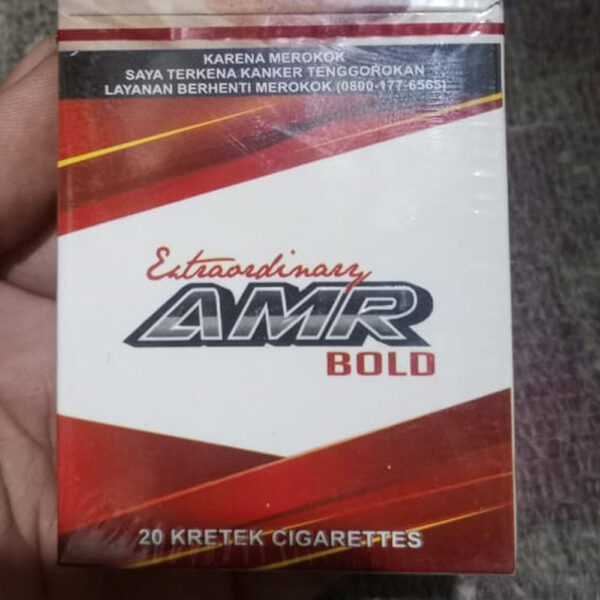 KARENA MEROKOK
SAYA TERKENA KANKER TENGGOROKAN
LAYANAN BERHENTI MEROKOK (0800-177-6565)
Extraordinary
AMR
BOLD
20 KRETEK CIGARETTES